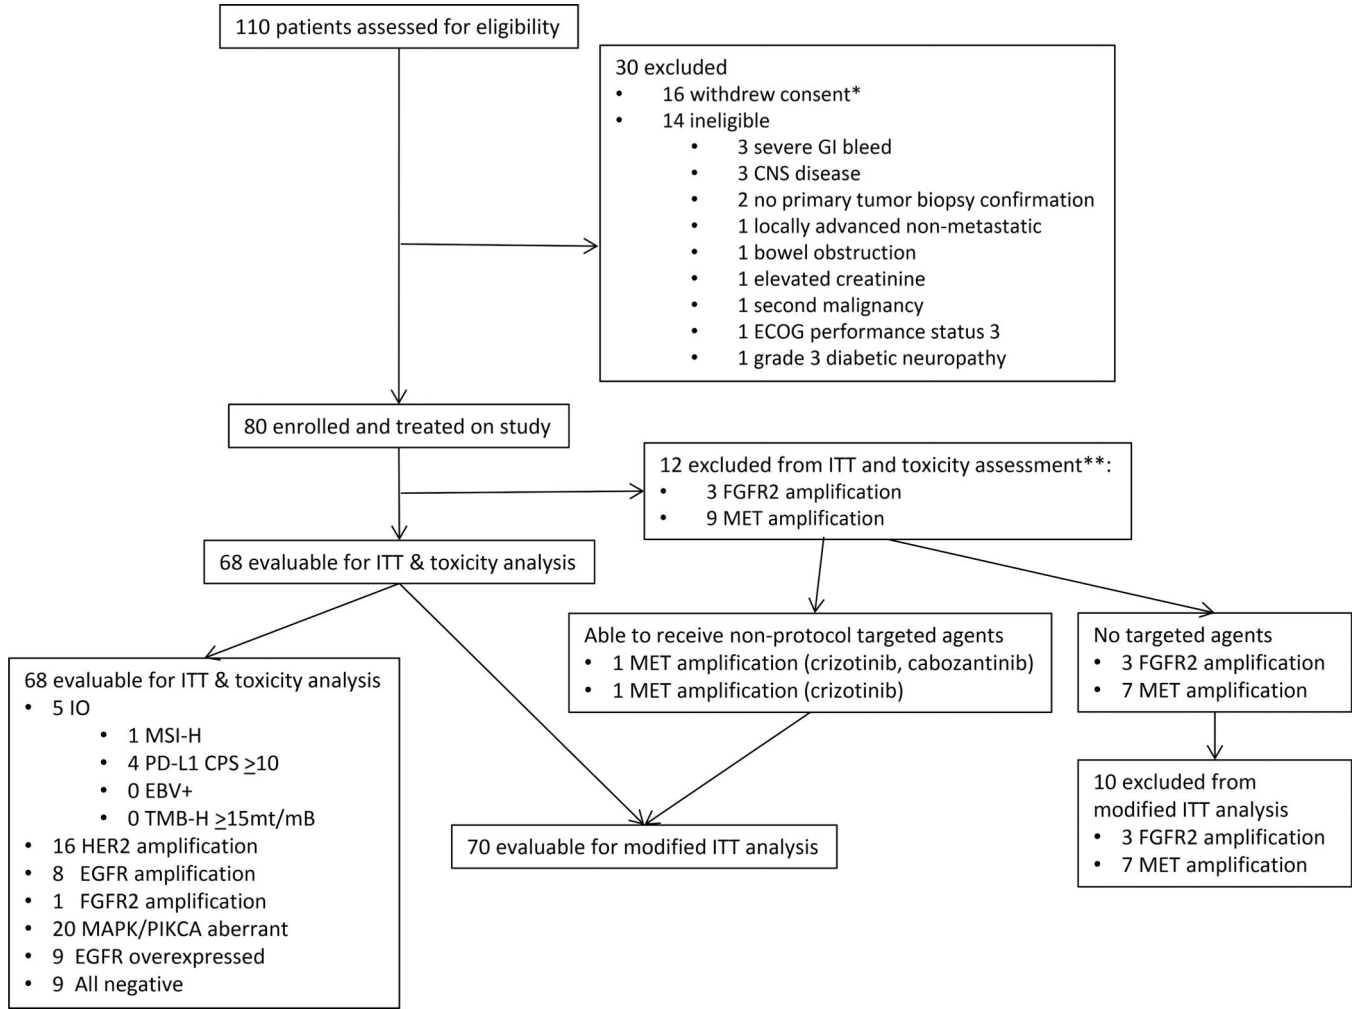 110 patients assessed for eligibility
30 excluded
• 16 withdrew consent*
• 14 ineligible
• 3 severe GI bleed
• 3 CNS disease
• 2 no primary tumor biopsy confirmation
• 1 locally advanced non-metastatic
• 1 bowel obstruction
• 1 elevated creatinine
• 1 second malignancy
• 1 ECOG performance status 3
• 1 grade 3 diabetic neuropathy
80 enrolled and treated on study
12 excluded from ITT and toxicity assessment**:
• 3 FGFR2 amplification
• 9 MET amplification
68 evaluable for ITT & toxicity analysis
Able to receive non-protocol targeted agents
• 1 MET amplification (crizotinib, cabozantinib)
• 1 MET amplification (crizotinib)
No targeted agents
• 3 FGFR2 amplification
• 7 MET amplification
68 evaluable for ITT & toxicity analysis
• 5 IO
• 1 MSI-H
• 4 PD-L1 CPS ≥10
• 0 EBV+
• 0 TMB-H ≥15mt/mB
• 16 HER2 amplification
• 8 EGFR amplification
• 1 FGFR2 amplification
• 20 MAPK/PIKCA aberrant
• 9 EGFR overexpressed
• 9 All negative
70 evaluable for modified ITT analysis
10 excluded from
modified ITT analysis
• 3 FGFR2 amplification
• 7 MET amplification